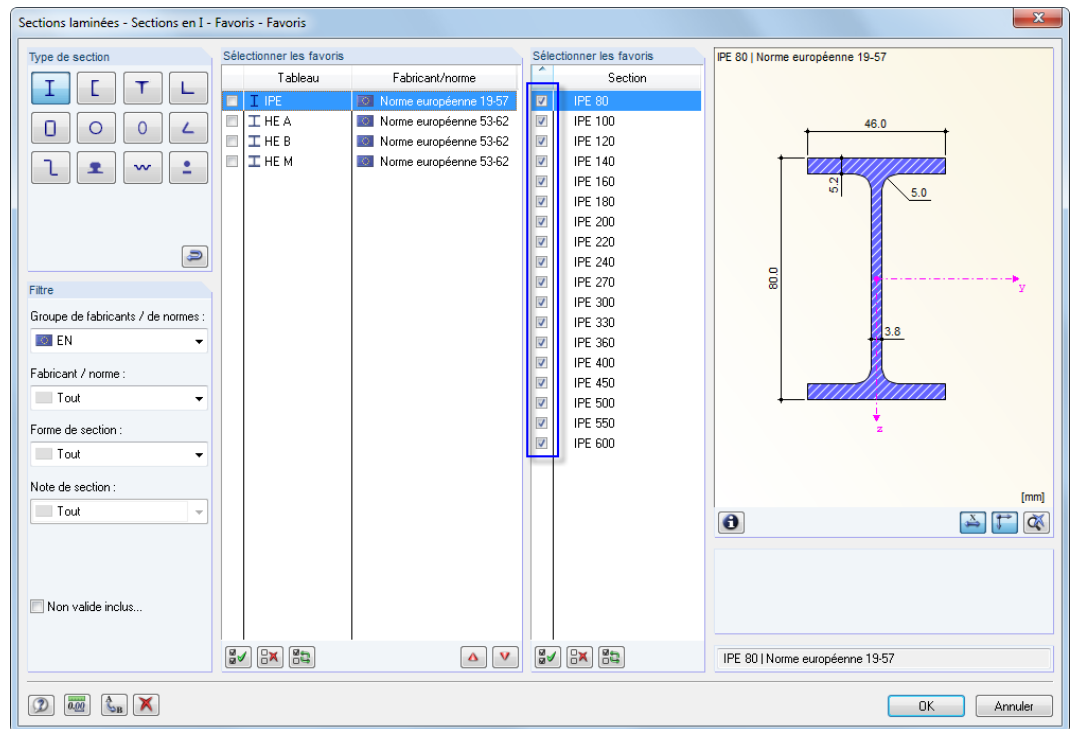 Sections laminées - Sections en I - Favoris - Favoris
Type de section
Filtre
Groupe de fabricants / de normes :
EN
Fabricant / norme :
Tout
Forme de section :
Tout
Note de section :
Tout
Non valide inclus...
Sélectionner les favoris
Tableau Fabricant/norme
IPE Norme européenne 19-57
HE A Norme européenne 53-62
HE B Norme européenne 53-62
HE M Norme européenne 53-62
Sélectionner les favoris
Section
IPE 80
IPE 100
IPE 120
IPE 140
IPE 160
IPE 180
IPE 200
IPE 220
IPE 240
IPE 270
IPE 300
IPE 330
IPE 360
IPE 400
IPE 450
IPE 500
IPE 550
IPE 600
IPE 80 | Norme européenne 19-57
46.0
5.2
5.0
80.0
y
3.8
z
[mm]
IPE 80 | Norme européenne 19-57
0,00
A B
OK
Annuler